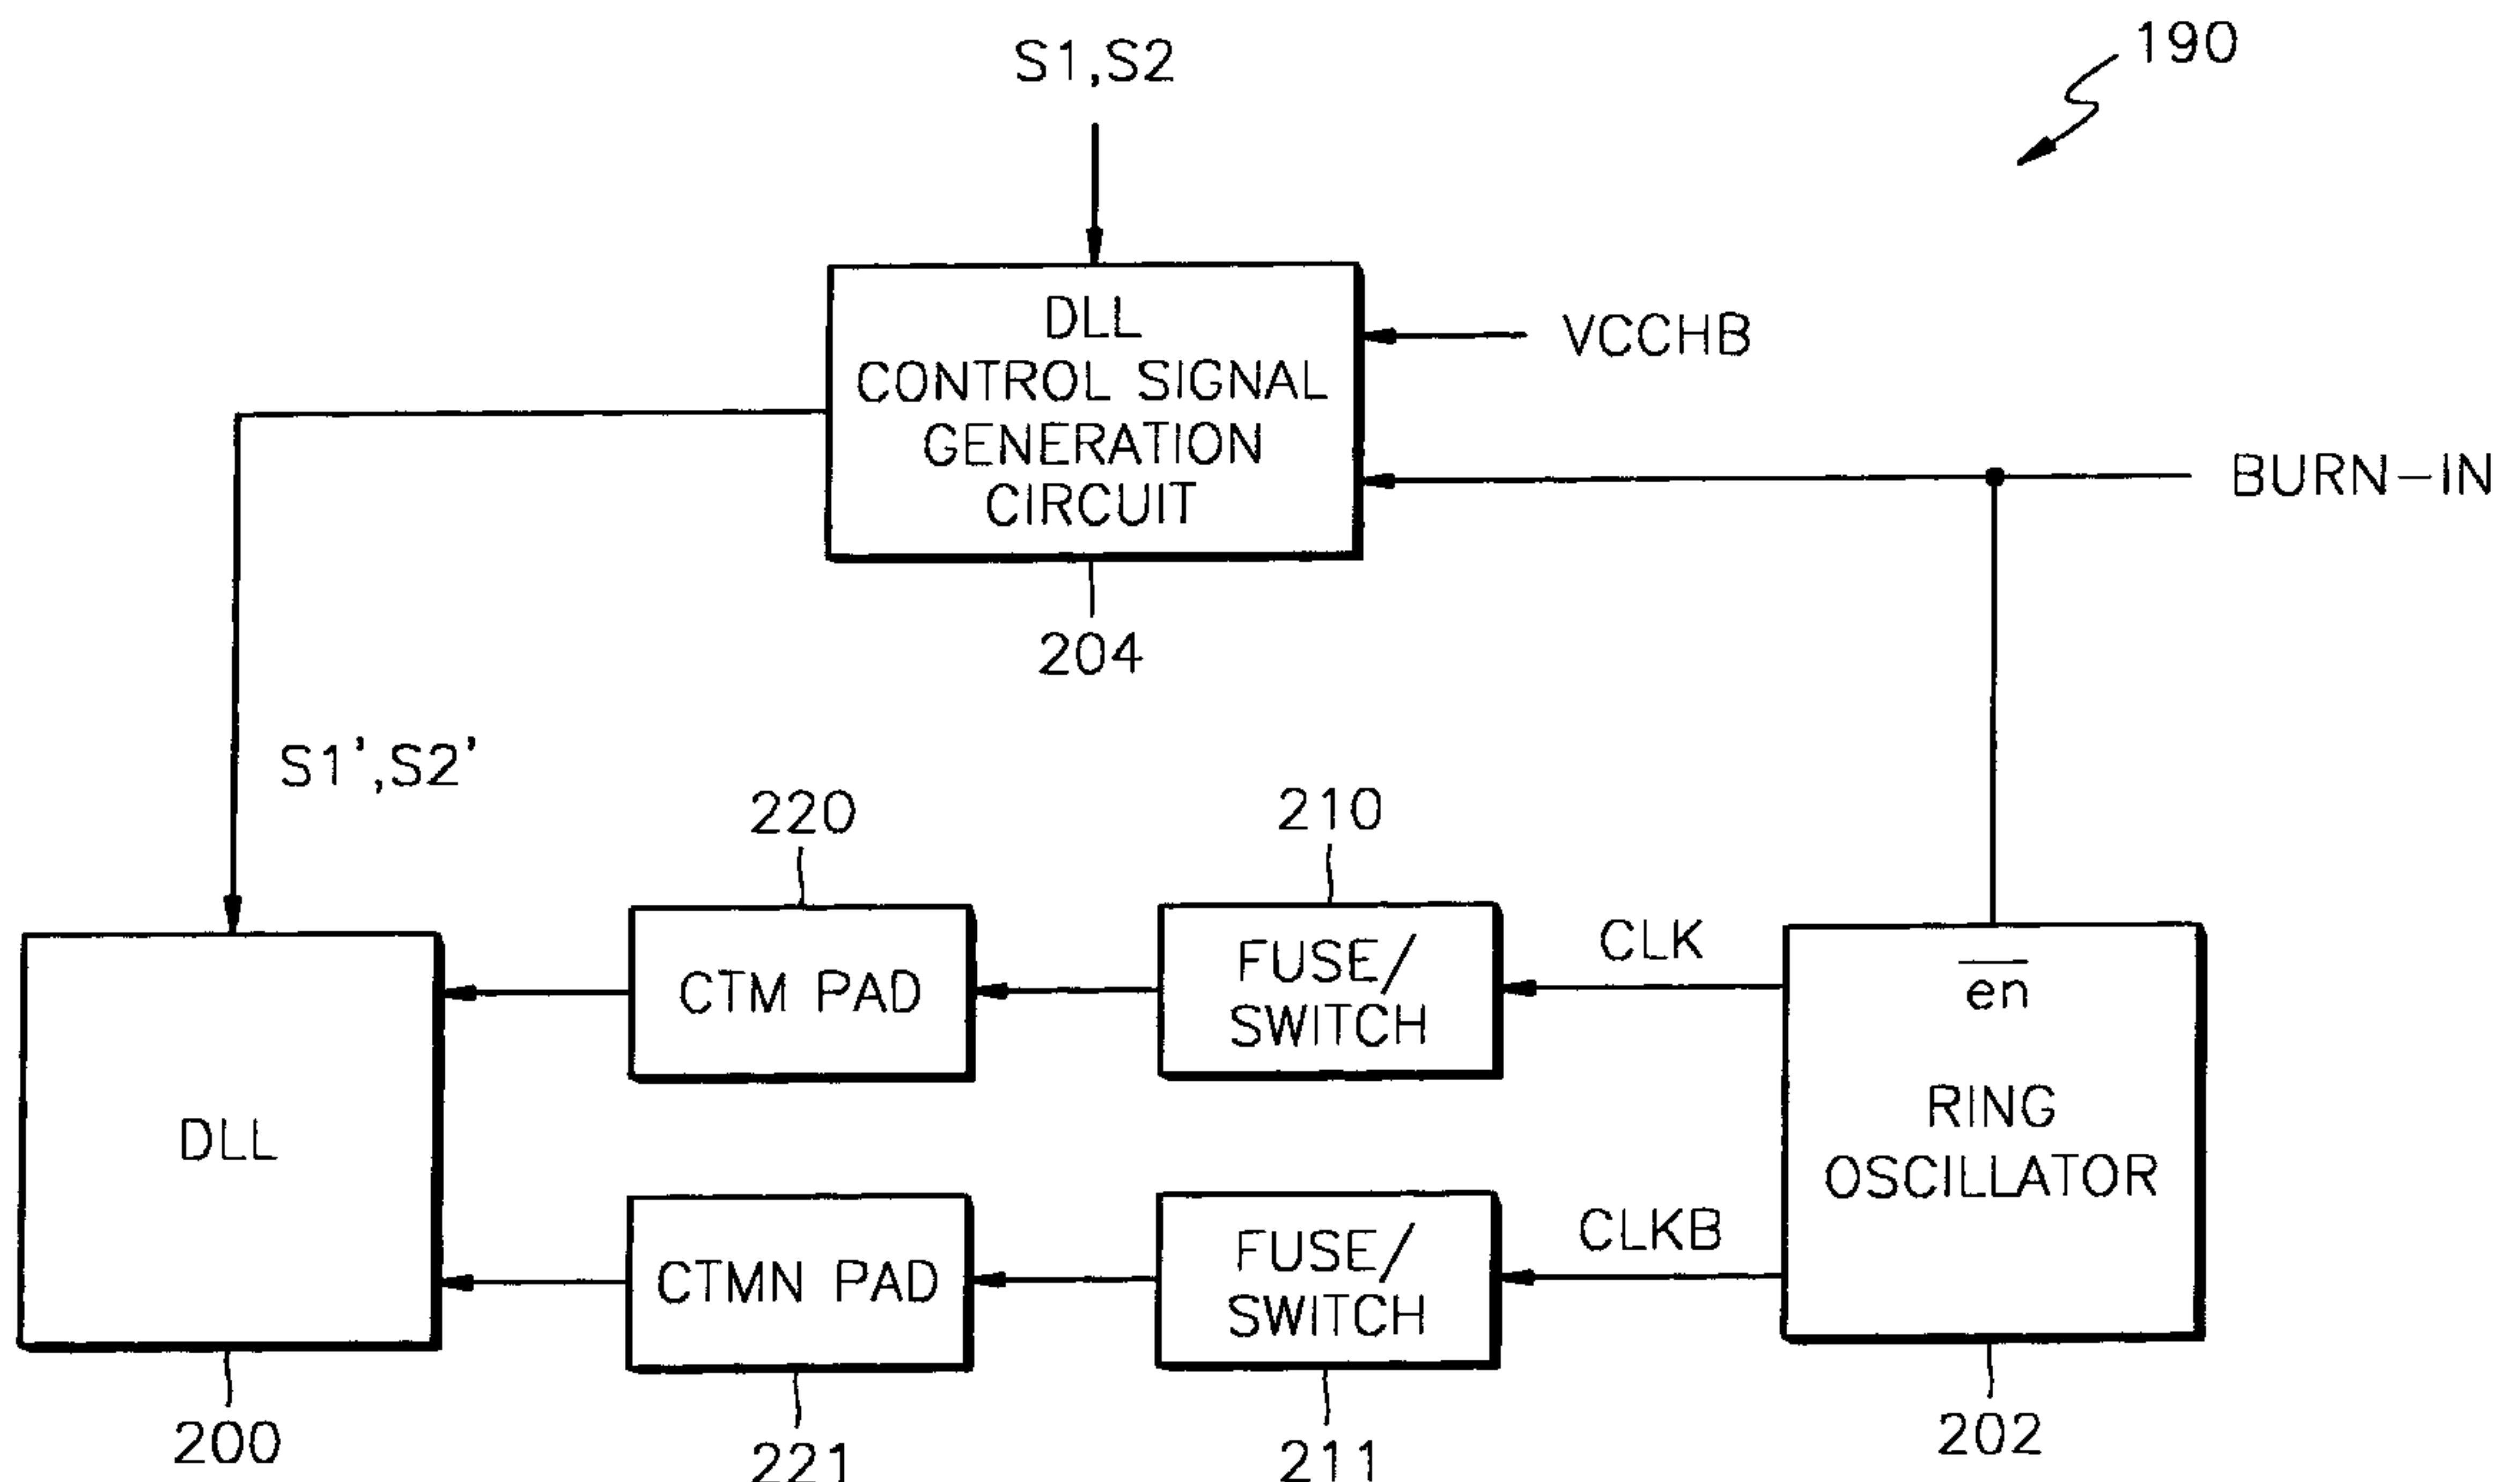 190
S1,S2
DLL
CONTROL SIGNAL
GENERATION
CIRCUIT
VCCHB
BURN-IN
204
S1',S2'
220
210
CTM PAD
FUSE/
SWITCH
CLK
en
RING
OSCILLATOR
DLL
CTMN PAD
FUSE/
SWITCH
CLKB
200
221
211
202